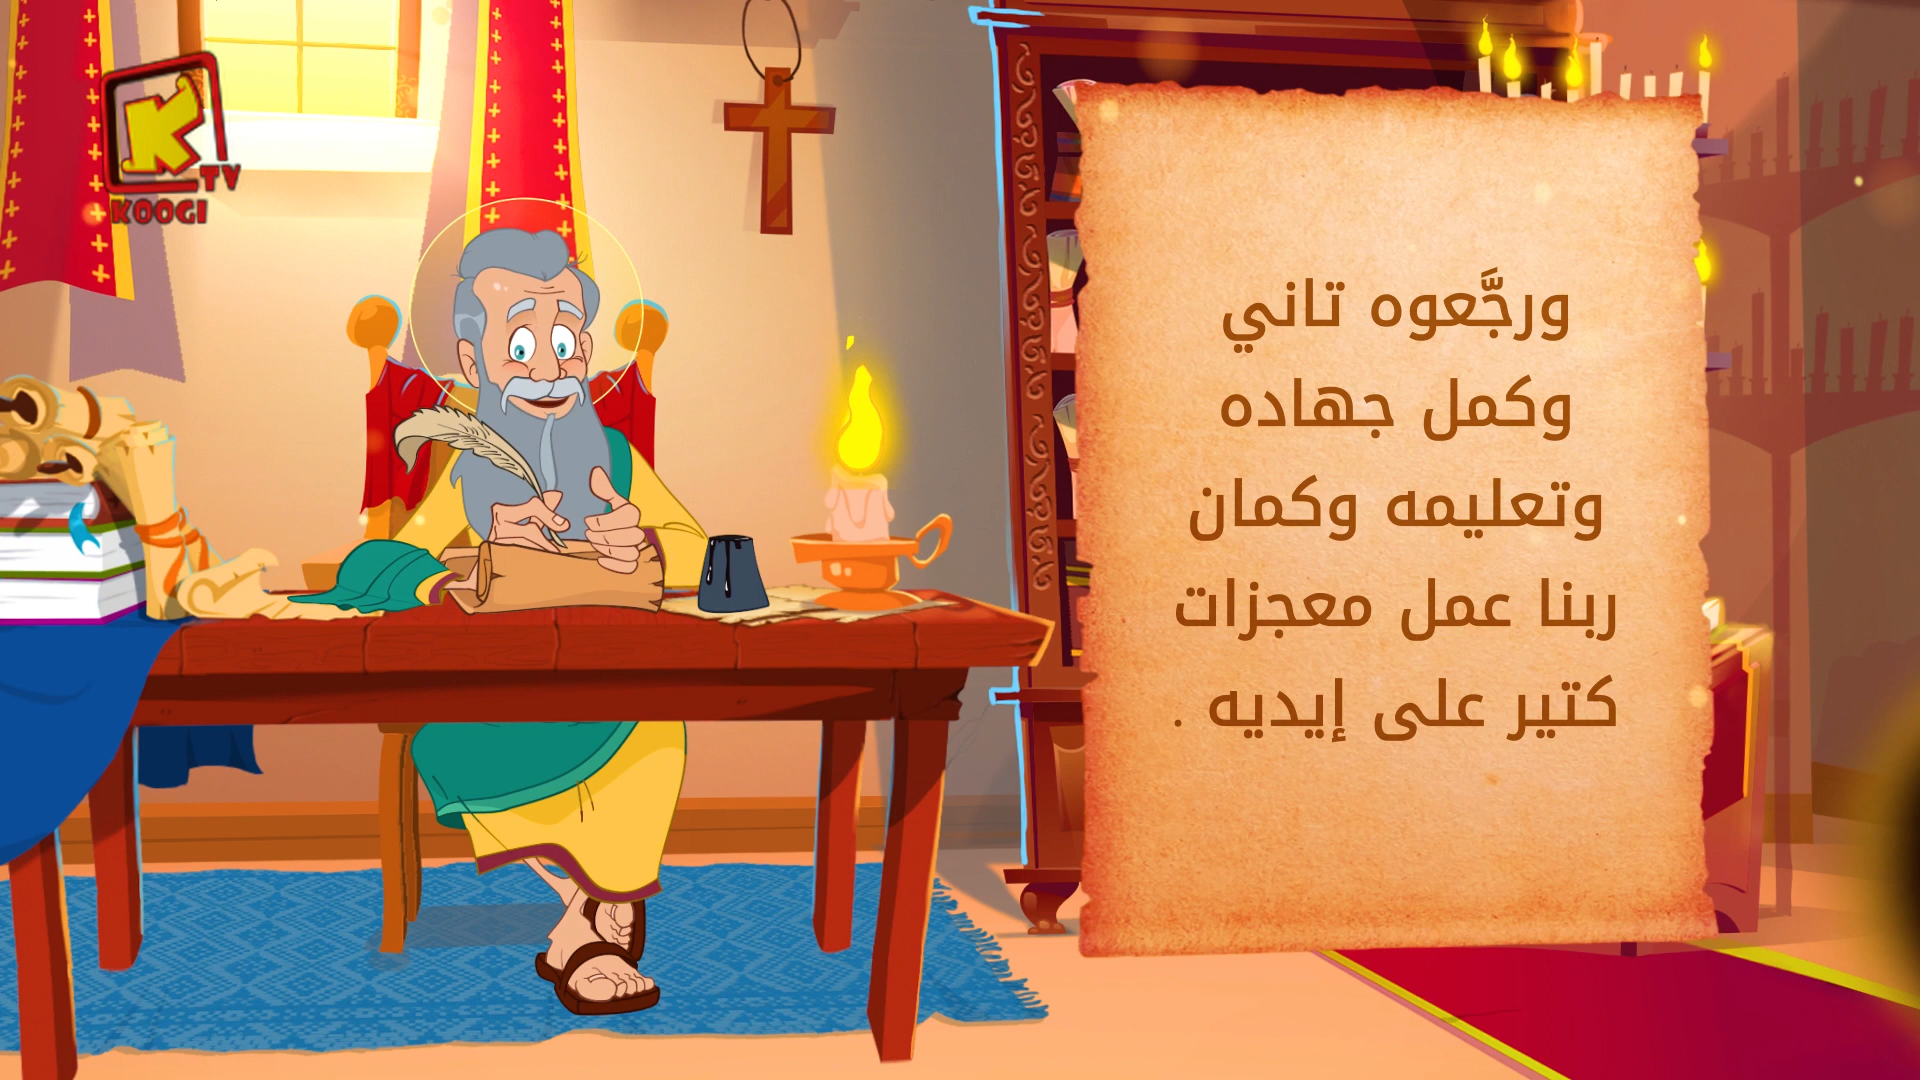 K
TV
KOOGI
ورجَّعوه تاني
وكمل جهاده
وتعليمه وكمان
ربنا عمل معجزات
كتير على إيديه .